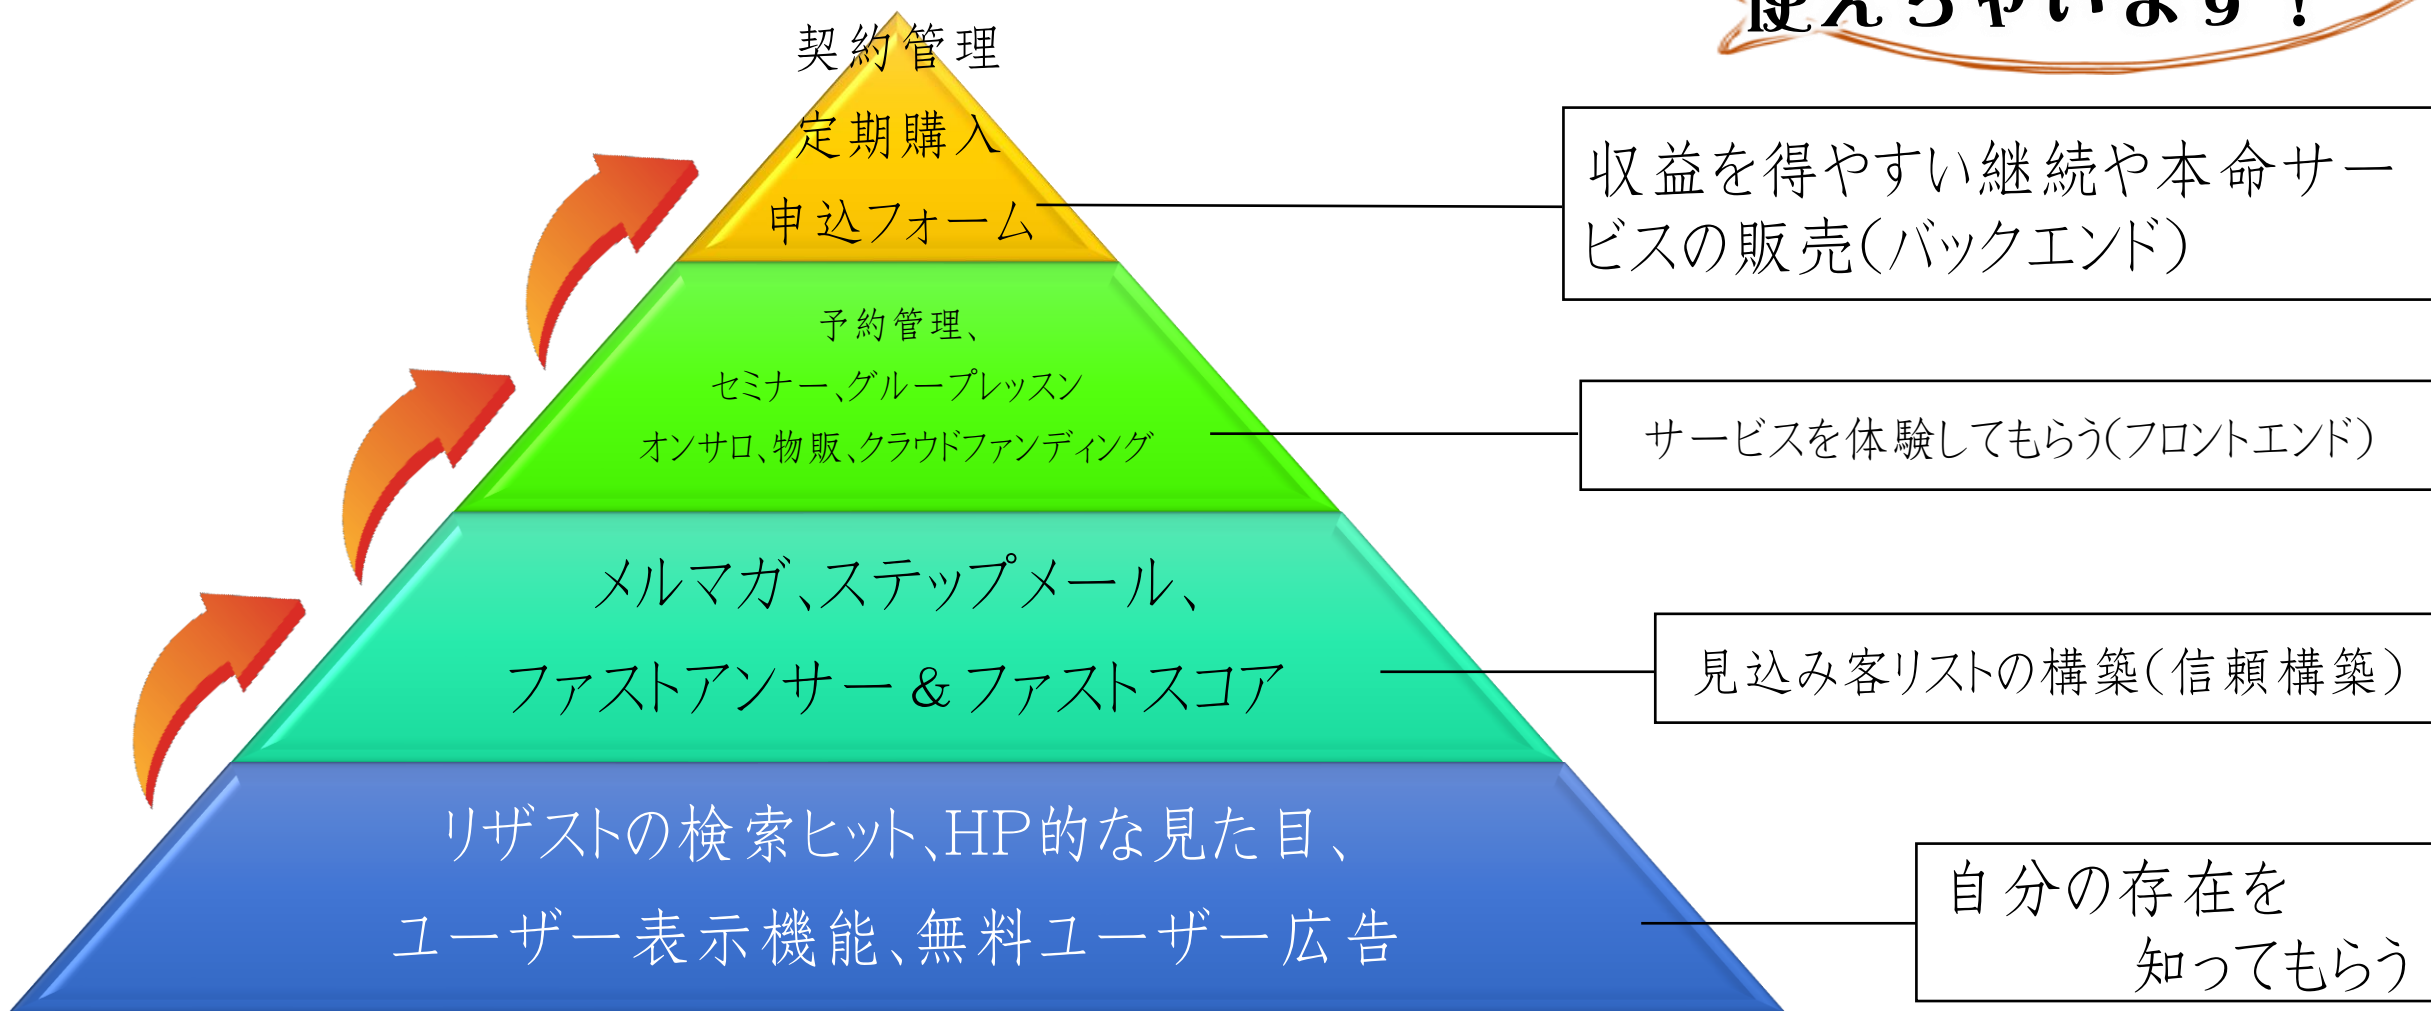 使えちゃいます!
契約管理
定期購入
申込フォーム
収益を得やすい継続や本命サー
ビスの販売(バックエンド)
予約管理、
セミナー、グループレッスン
オンサロ、物販、クラウドファンディング
サービスを体験してもらう(フロントエンド)
メルマガ、ステップメール、
ファストアンサー&ファストスコア
見込み客リストの構築(信頼構築)
リザストの検索ヒット、HP的な見た目、
ユーザー表示機能、無料ユーザー広告
自分の存在を
知ってもらう